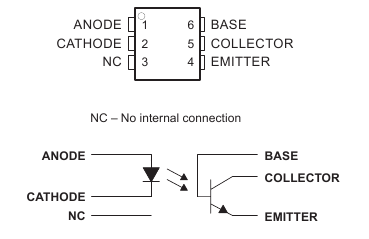 ANODE 1 6 BASE
CATHODE 2 5 COLLECTOR
NC 3 4 EMITTER
NC – No internal connection
ANODE BASE
COLLECTOR
CATHODE
NC EMITTER